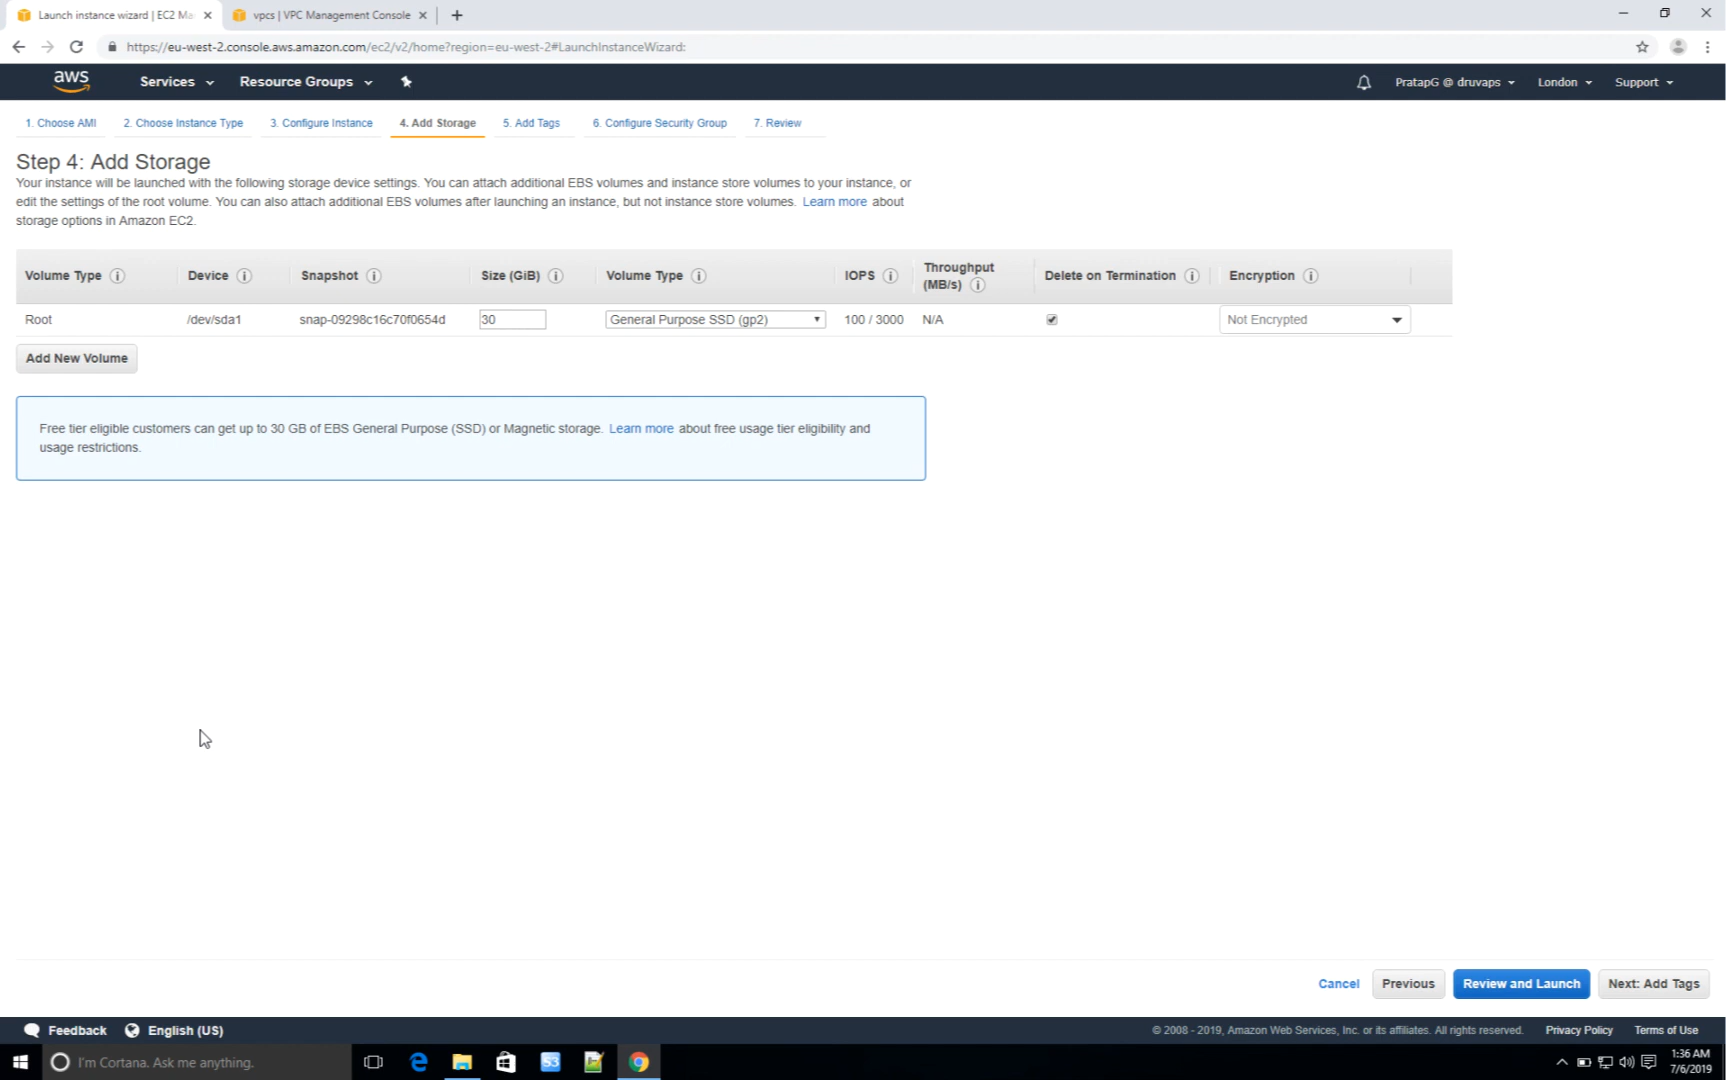 Launch instance wizard | EC2 Ma
vpcs | VPC Management Console
https://eu-west-2.console.aws.amazon.com/ec2/v2/home?region=eu-west-2#LaunchInstanceWizard:
aws
Services
Resource Groups
PratapG @ druvaps
London
Support
1. Choose AMI
2. Choose Instance Type
3. Configure Instance
4. Add Storage
5. Add Tags
6. Configure Security Group
7. Review
Step 4: Add Storage
Your instance will be launched with the following storage device settings. You can attach additional EBS volumes and instance store volumes to your instance, or
edit the settings of the root volume. You can also attach additional EBS volumes after launching an instance, but not instance store volumes. Learn more about
storage options in Amazon EC2.
Volume Type
Device
Snapshot
Size (GiB)
Volume Type
IOPS
Throughput
(MB/s)
Delete on Termination
Encryption
Root
/dev/sda1
snap-09298c16c70f0654d
30
General Purpose SSD (gp2)
100 / 3000
N/A
Not Encrypted
Add New Volume
Free tier eligible customers can get up to 30 GB of EBS General Purpose (SSD) or Magnetic storage. Learn more about free usage tier eligibility and
usage restrictions.
Cancel
Previous
Review and Launch
Next: Add Tags
Feedback
English (US)
© 2008 - 2019, Amazon Web Services, Inc. or its affiliates. All rights reserved.
Privacy Policy
Terms of Use
I'm Cortana. Ask me anything.
S3
1:36 AM
7/6/2019